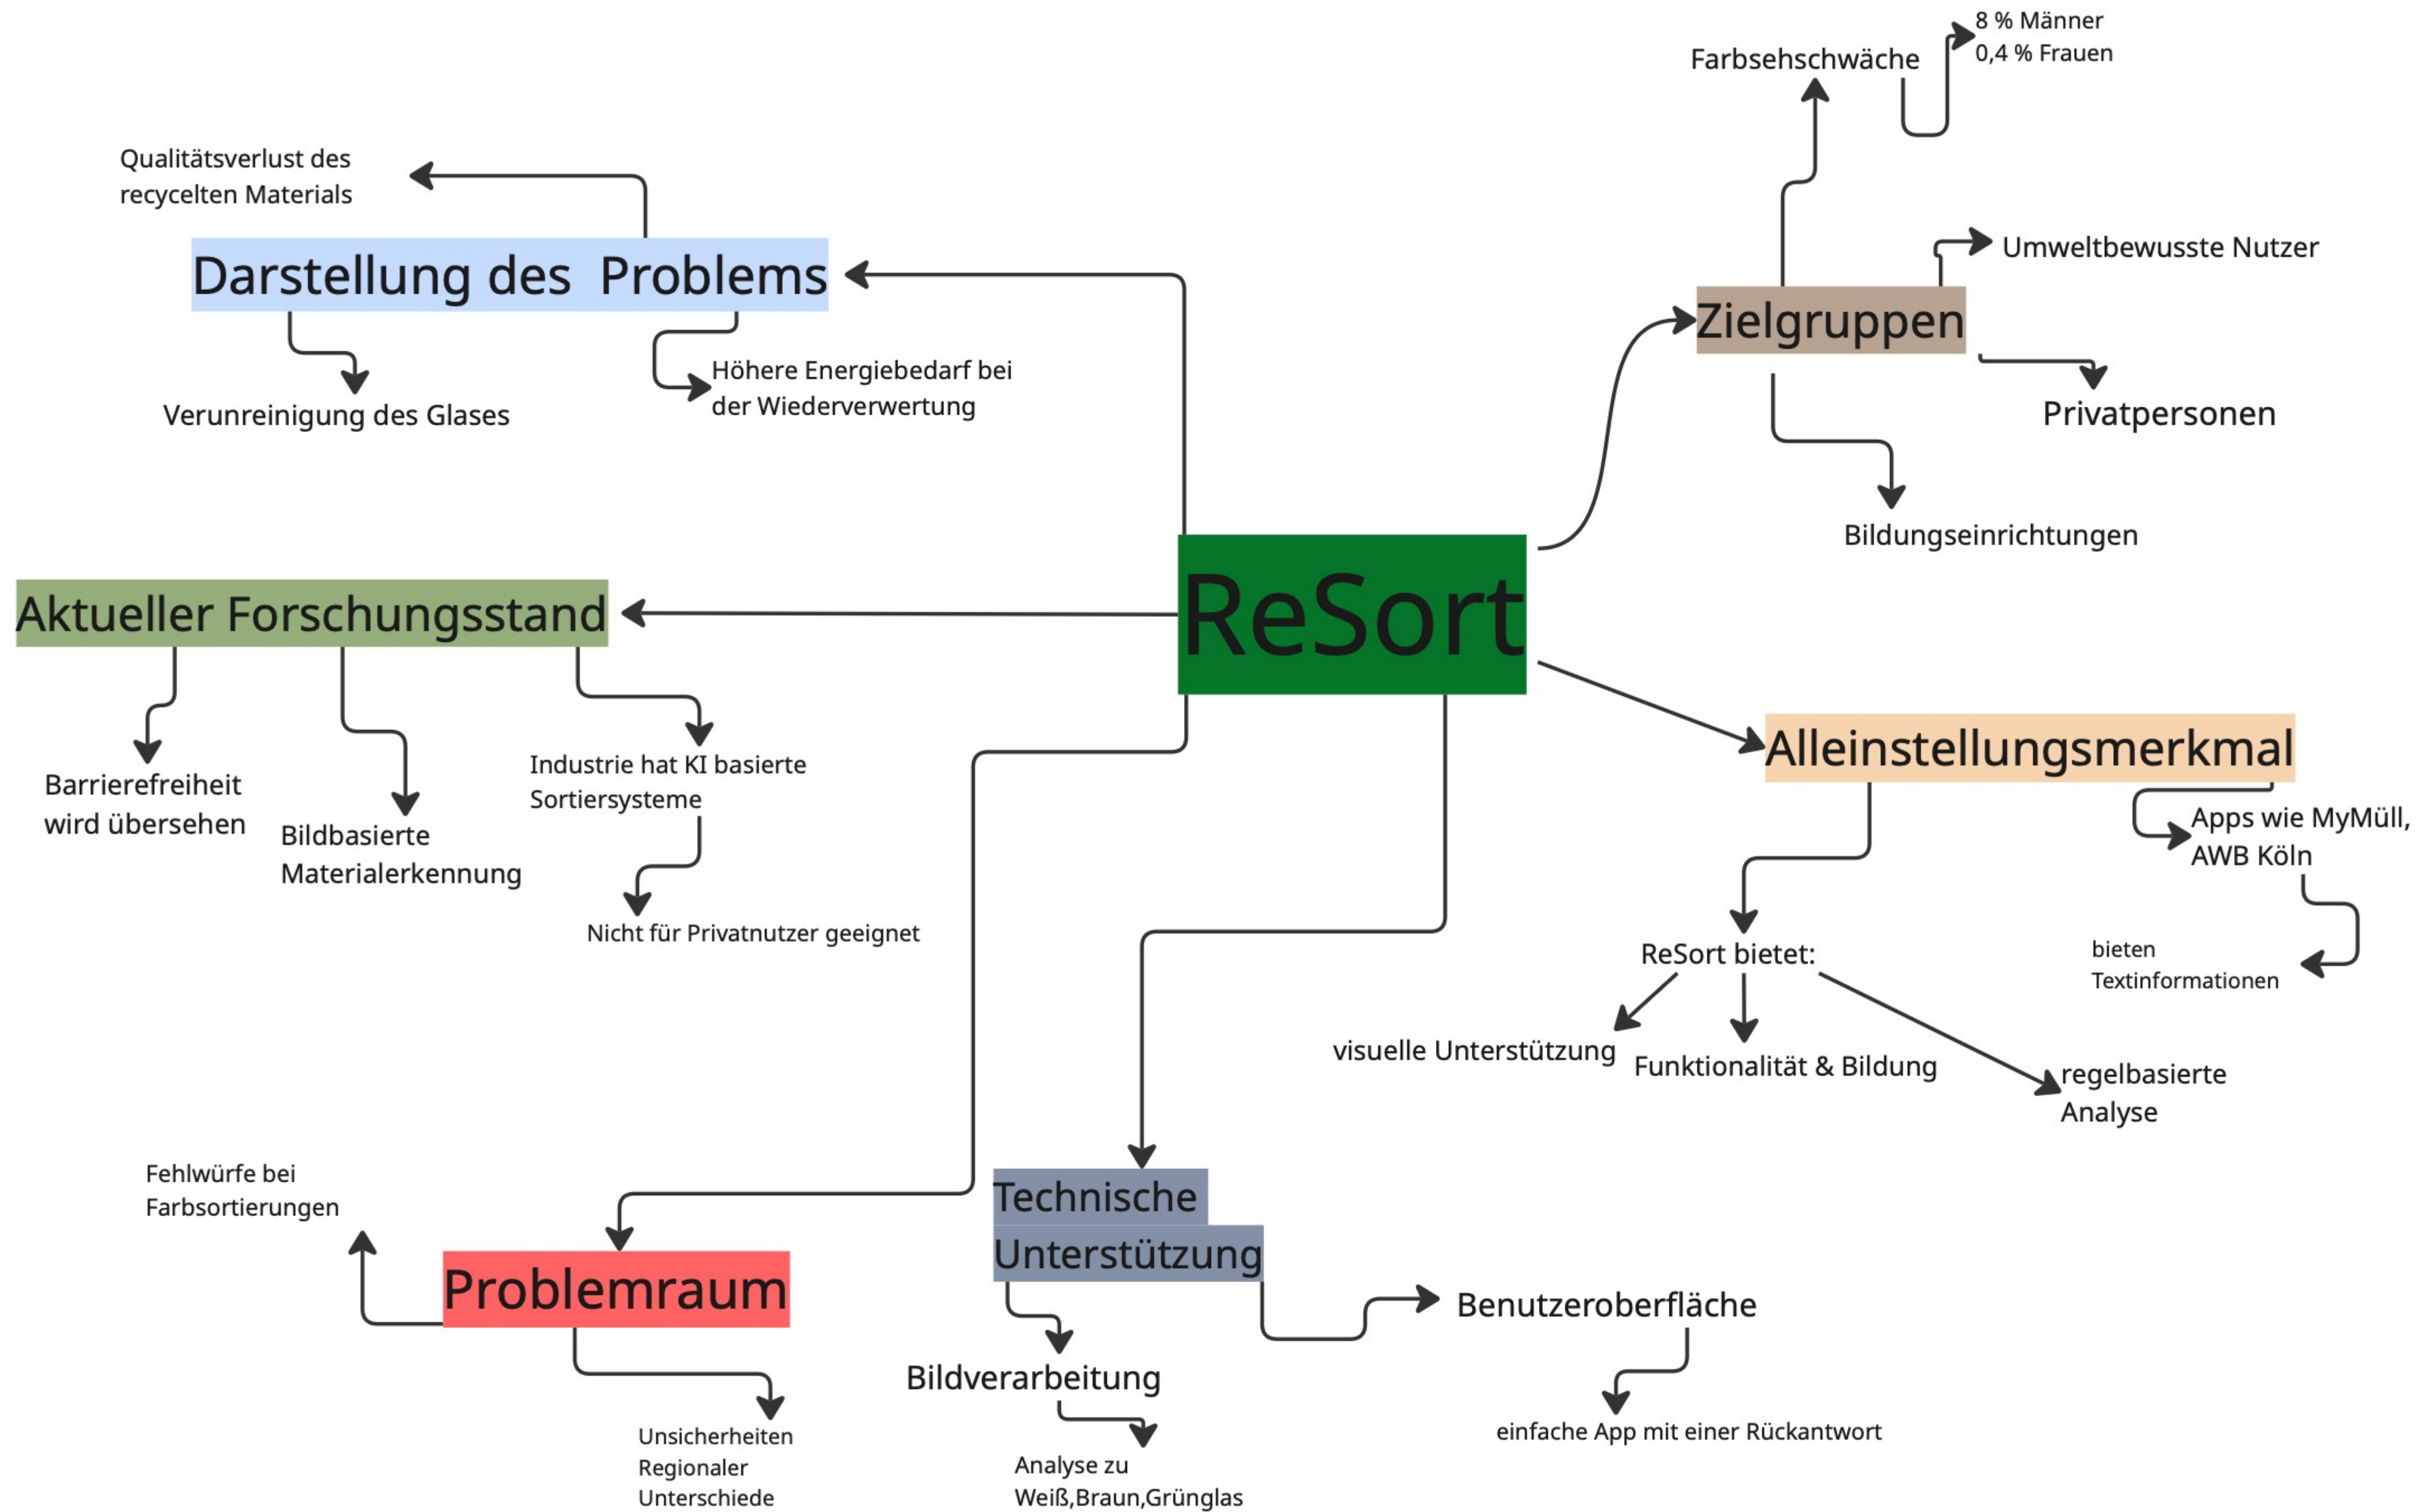 8 % Männer
0,4 % Frauen
Farbsehschwäche
Qualitätsverlust des
recycelten Materials
Darstellung des  Problems
Umweltbewusste Nutzer
Zielgruppen
Höhere Energiebedarf bei
der Wiederverwertung
Verunreinigung des Glases
Privatpersonen
Bildungseinrichtungen
ReSort
Aktueller Forschungsstand
Alleinstellungsmerkmal
Barrierefreiheit
wird übersehen
Bildbasierte
Materialerkennung
Industrie hat KI basierte
Sortiersysteme
Nicht für Privatnutzer geeignet
Apps wie MyMüll,
AWB Köln
bieten
Textinformationen
ReSort bietet:
visuelle Unterstützung
Funktionalität & Bildung
regelbasierte
Analyse
Fehlwürfe bei
Farbsortierungen
Problemraum
Unsicherheiten
Regionaler
Unterschiede
Technische
Unterstützung
Benutzeroberfläche
Bildverarbeitung
einfache App mit einer Rückantwort
Analyse zu
Weiß,Braun,Grünglas